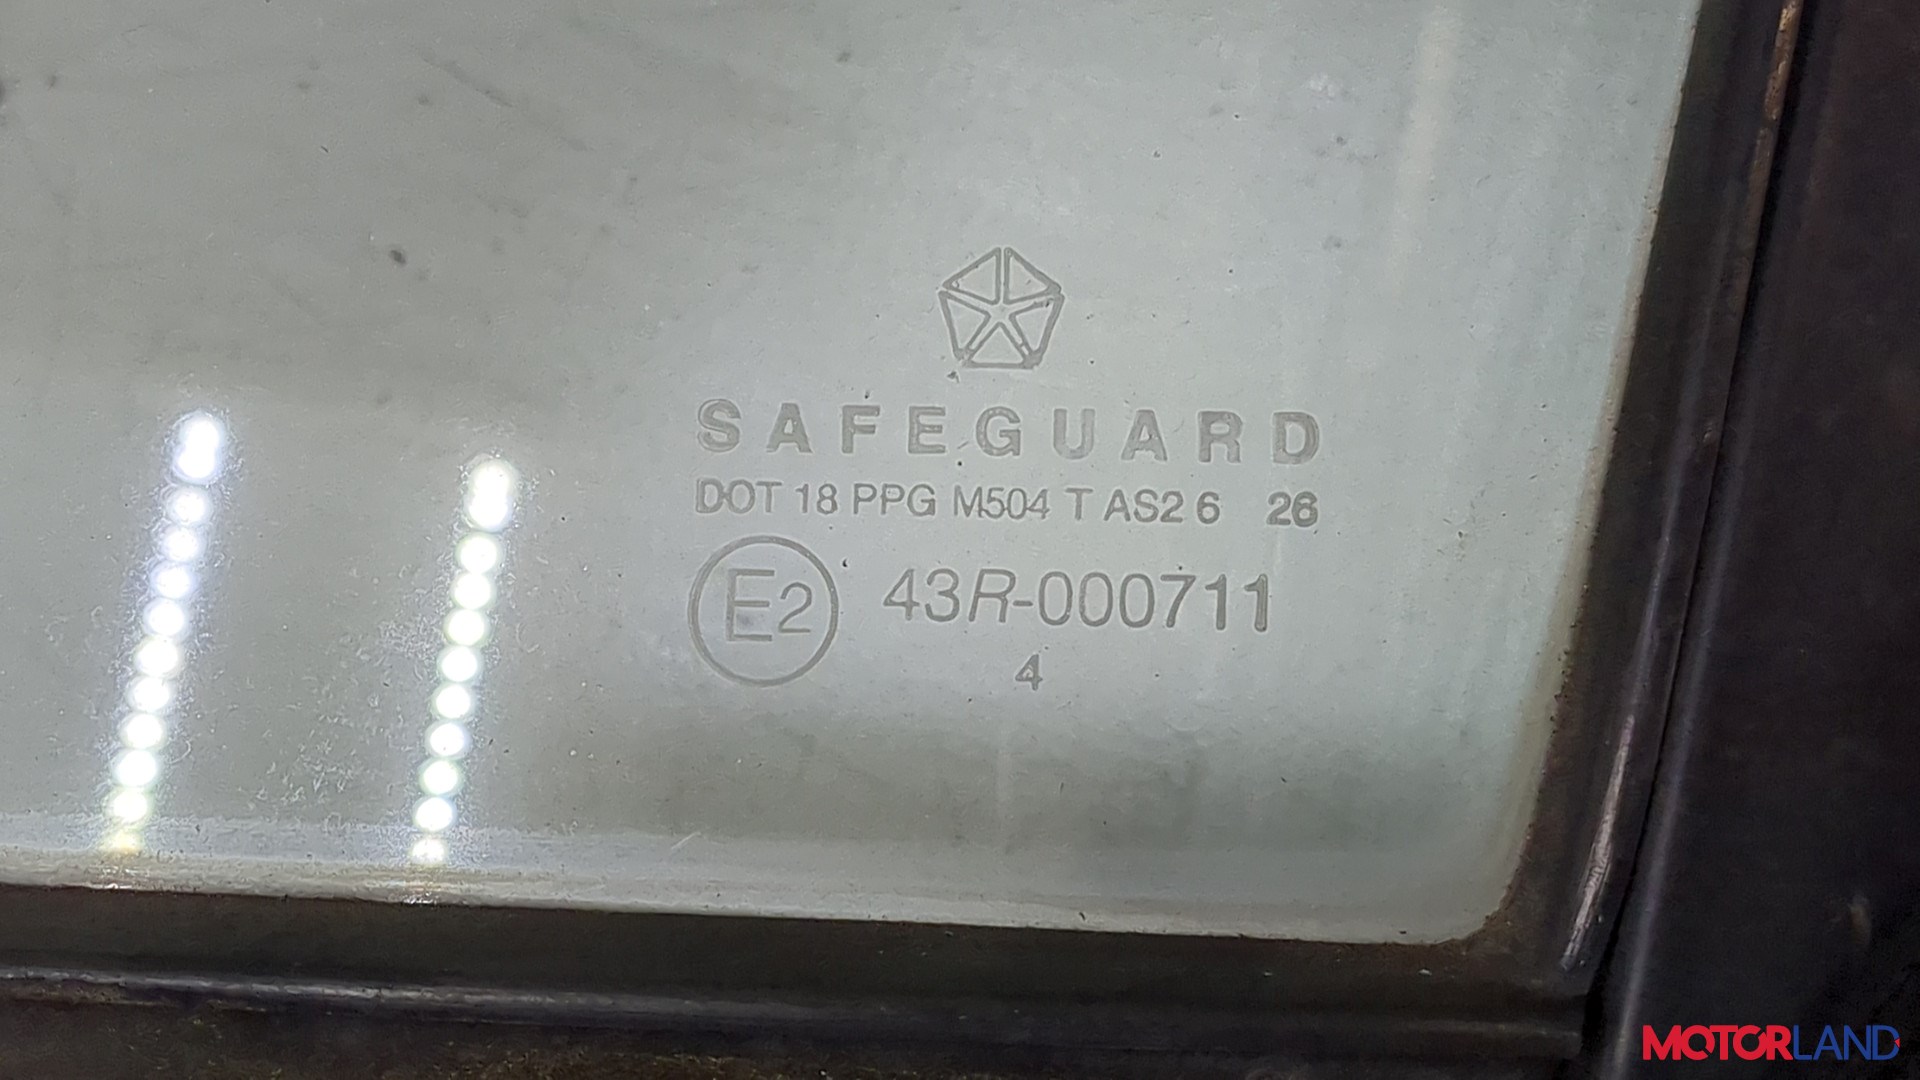 SAFEGUARD
DOT 18 PPG M504 T AS2 6 26
E2 43R-000711
4
MOTORLAND